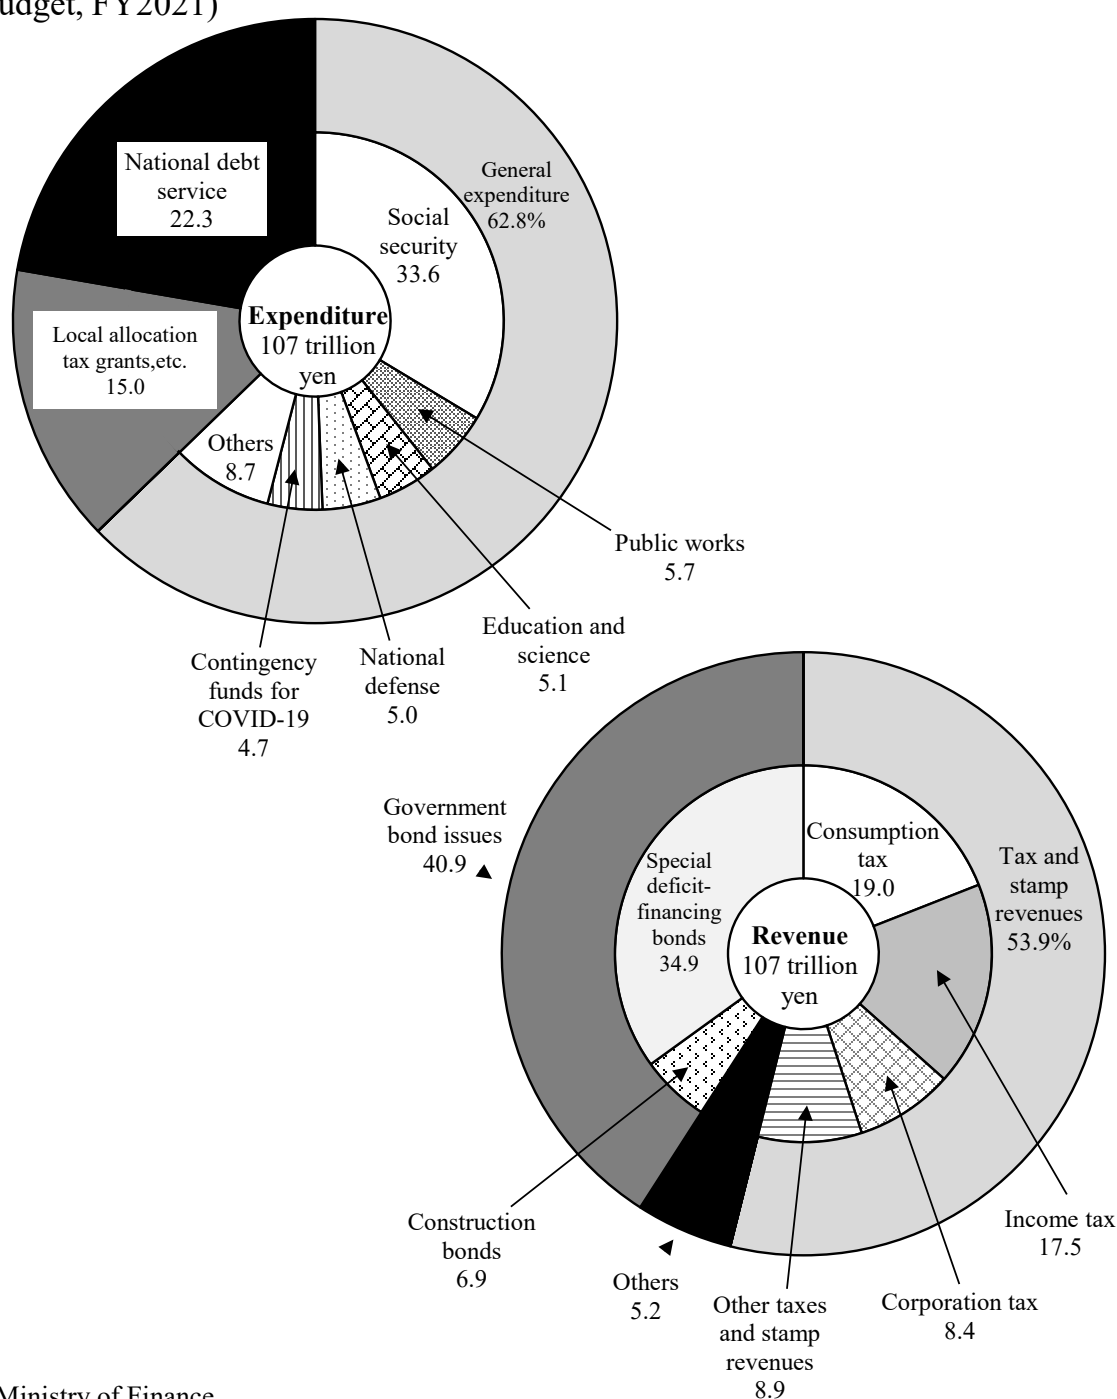 udget, FY2021)
National debt
service
22.3
General
expenditure
62.8%
Social
security
33.6
Expenditure
107 trillion
yen
Local allocation
tax grants,etc.
15.0
Others
8.7
Public works
5.7
Education and
science
5.1
National
defense
5.0
Contingency
funds for
COVID-19
4.7
Government
bond issues
40.9
Special
deficit-
financing
bonds
34.9
Consumption
tax
19.0
Tax and
stamp
revenues
53.9%
Revenue
107 trillion
yen
Construction
bonds
6.9
Others
5.2
Other taxes
and stamp
revenues
8.9
Corporation tax
8.4
Income tax
17.5
Ministry of Finance